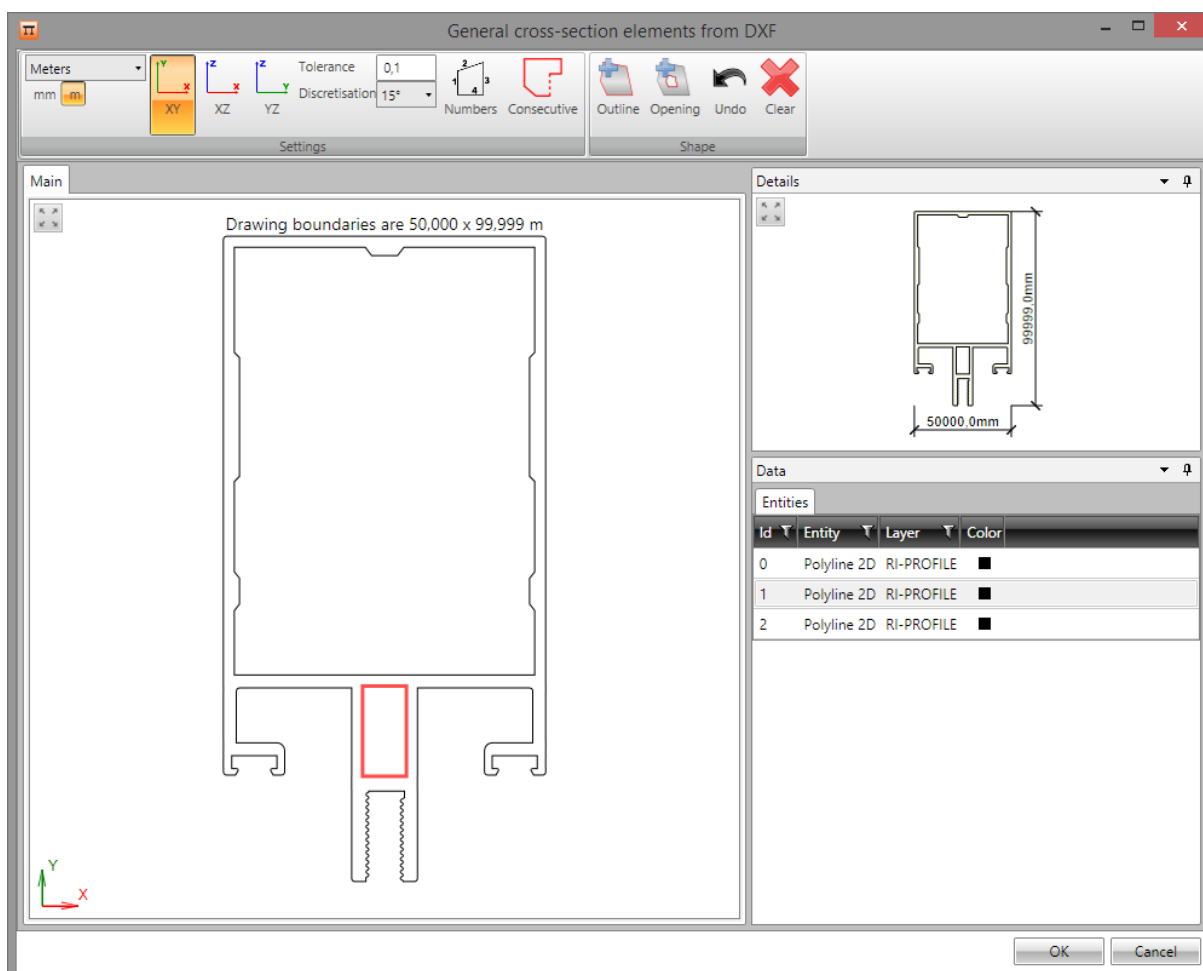 General cross-section elements from DXF
Meters
mm m
XY
XZ
YZ
Tolerance 0,1
Discretisation 15°
Numbers
Consecutive
Settings
Outline
Opening
Undo
Clear
Shape
Main
Drawing boundaries are 50,000 x 99,999 m
Y
X
Details
99999,0mm
50000,0mm
Data
Entities
Id Entity Layer Color
0 Polyline 2D RI-PROFILE
1 Polyline 2D RI-PROFILE
2 Polyline 2D RI-PROFILE
OK Cancel